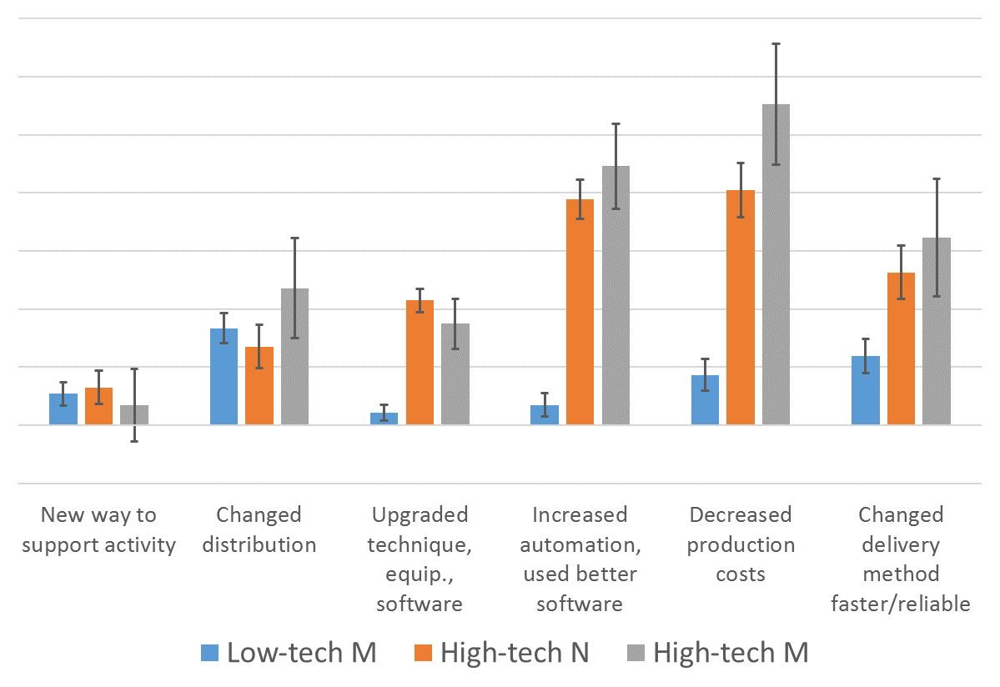 New way to
support activity
Changed
distribution
Upgraded
technique,
equip.,
software
Increased
automation,
used better
software
Decreased
production
costs
Changed
delivery
method
faster/reliable
Low-tech M
High-tech N
High-tech M